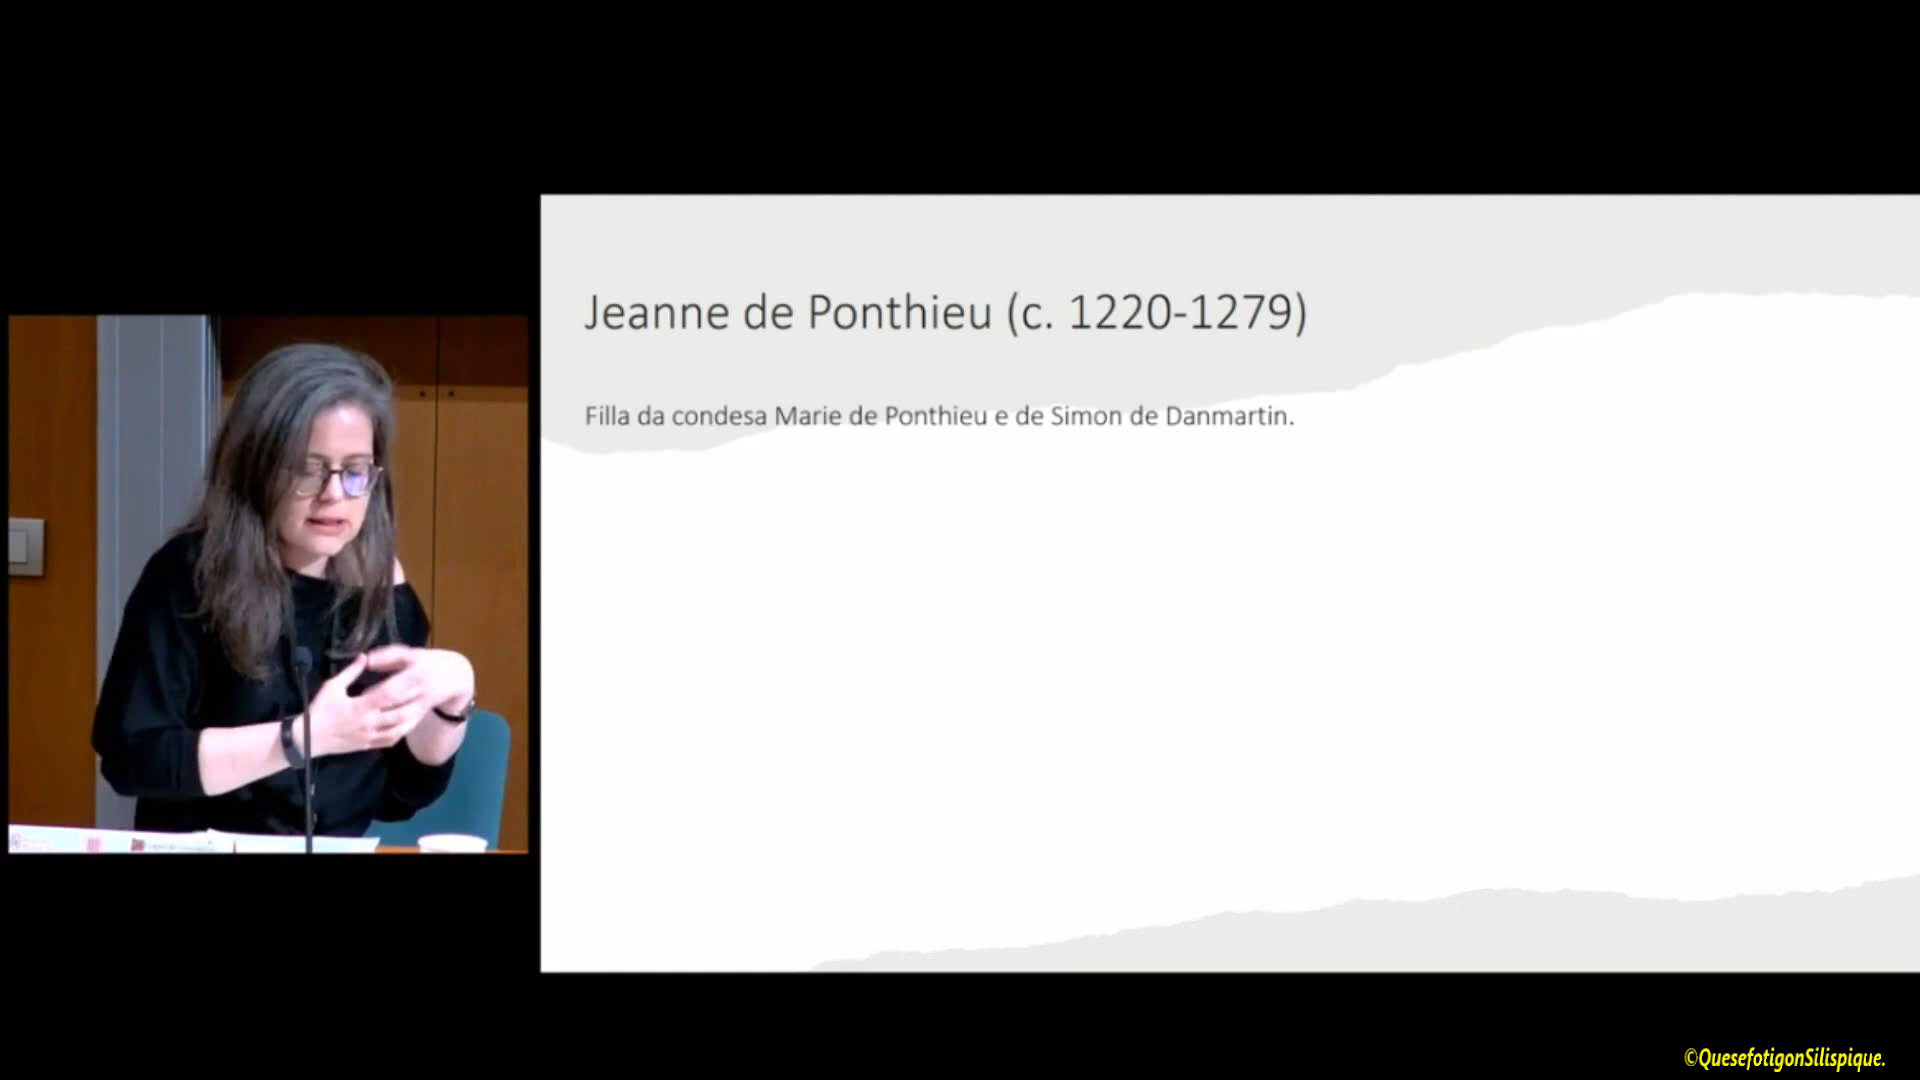 Jeanne de Ponthieu (c. 1220-1279)
Filla da condesa Marie de Ponthieu e de Simon de Danmartin.
©QuesefotigonSilispique.